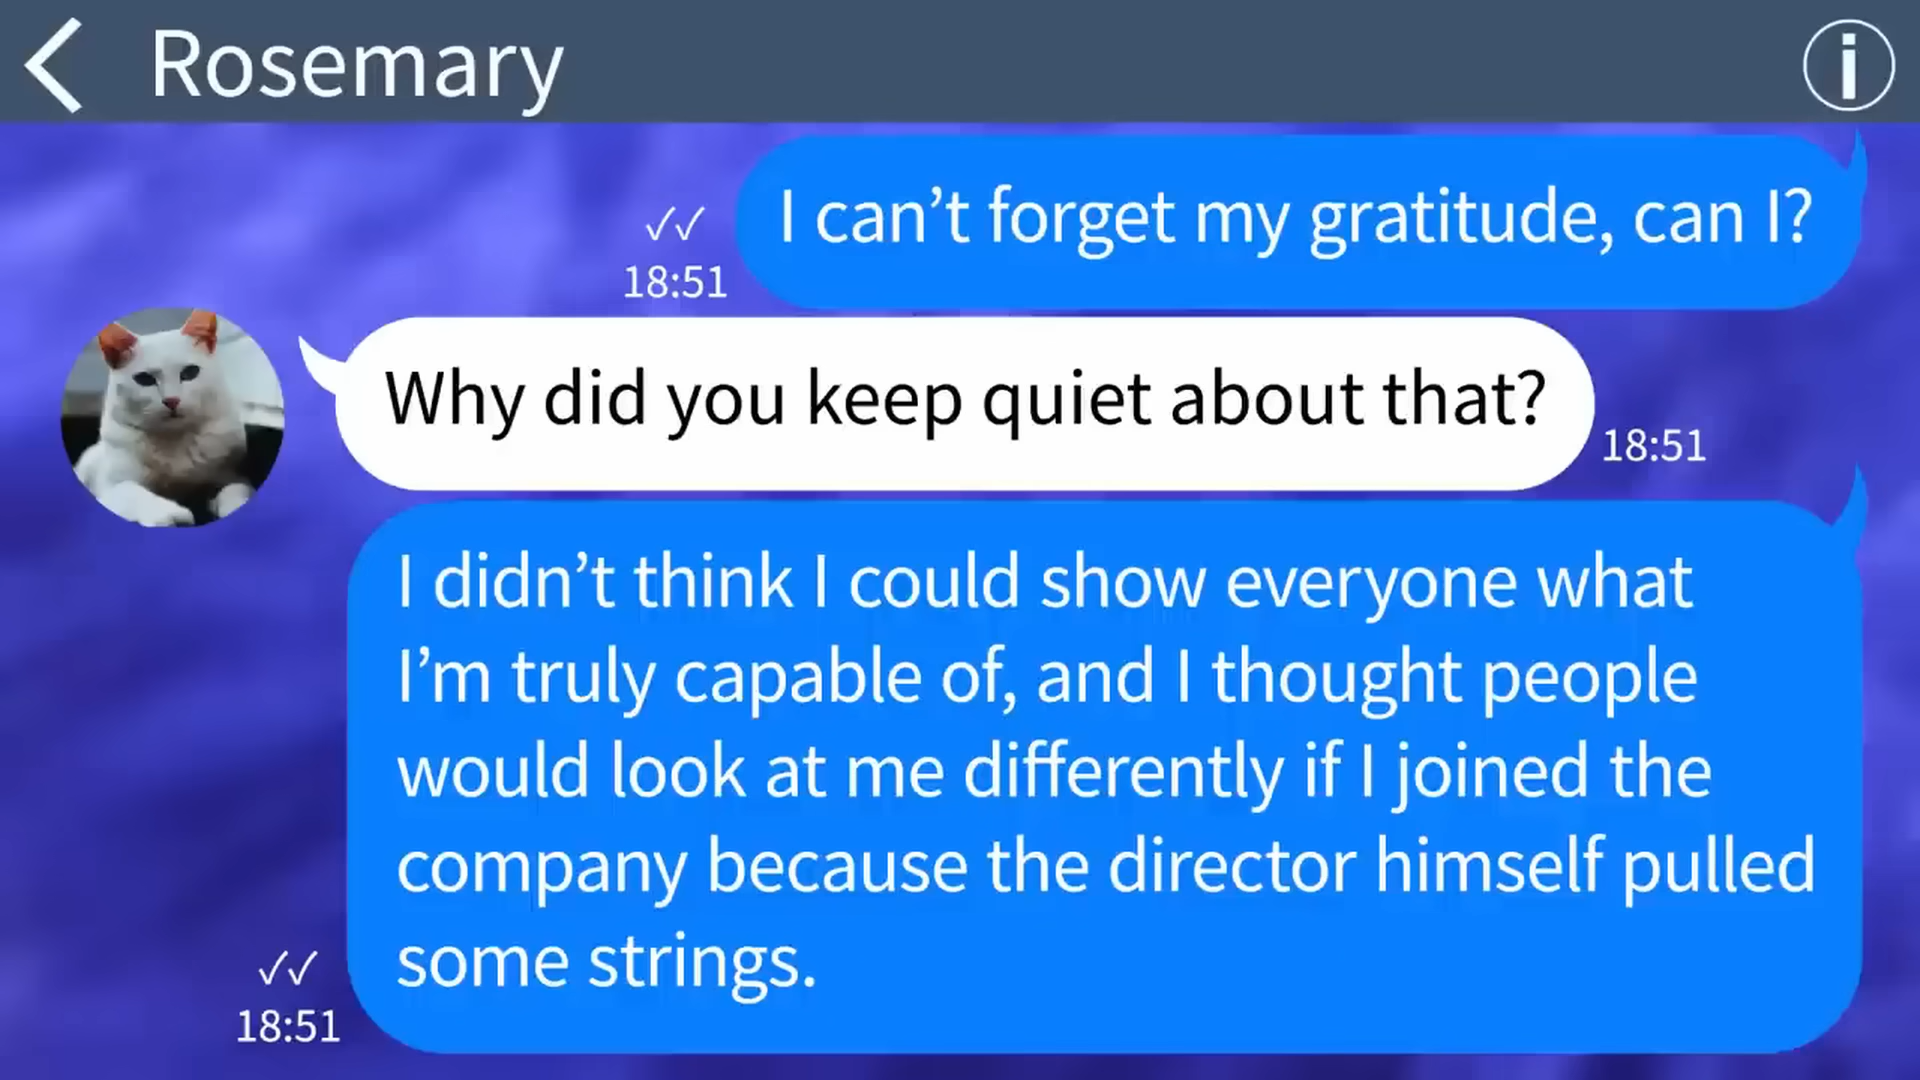 Rosemary
I can’t forget my gratitude, can I?
✓✓
18:51
Why did you keep quiet about that?
18:51
I didn’t think I could show everyone what
I’m truly capable of, and I thought people
would look at me differently if I joined the
company because the director himself pulled
some strings.
✓✓
18:51